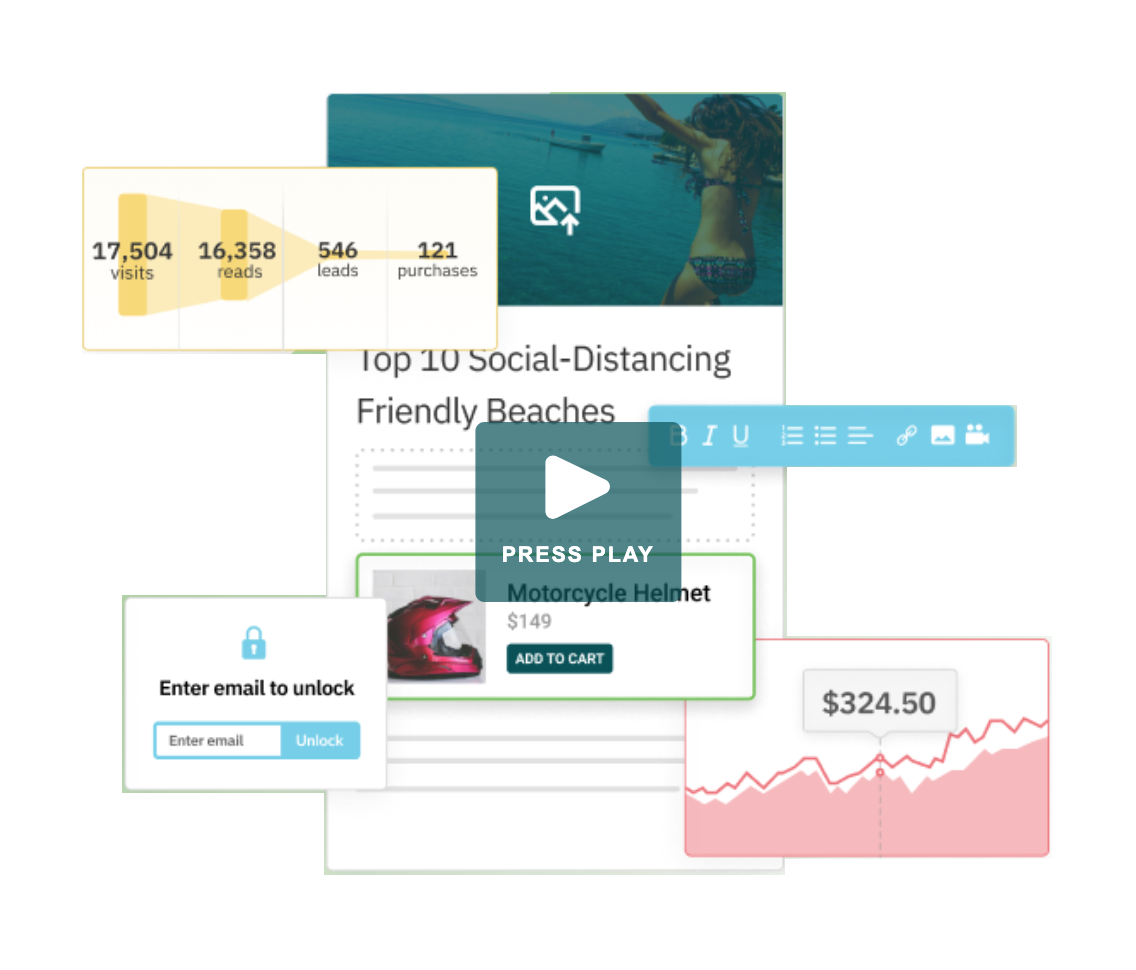 17,504
visits
16,358
reads
546
leads
121
purchases
Top 10 Social-Distancing
Friendly Beaches
B I U
PRESS PLAY
Motorcycle Helmet
$149
ADD TO CART
Enter email to unlock
Enter email
Unlock
$324.50